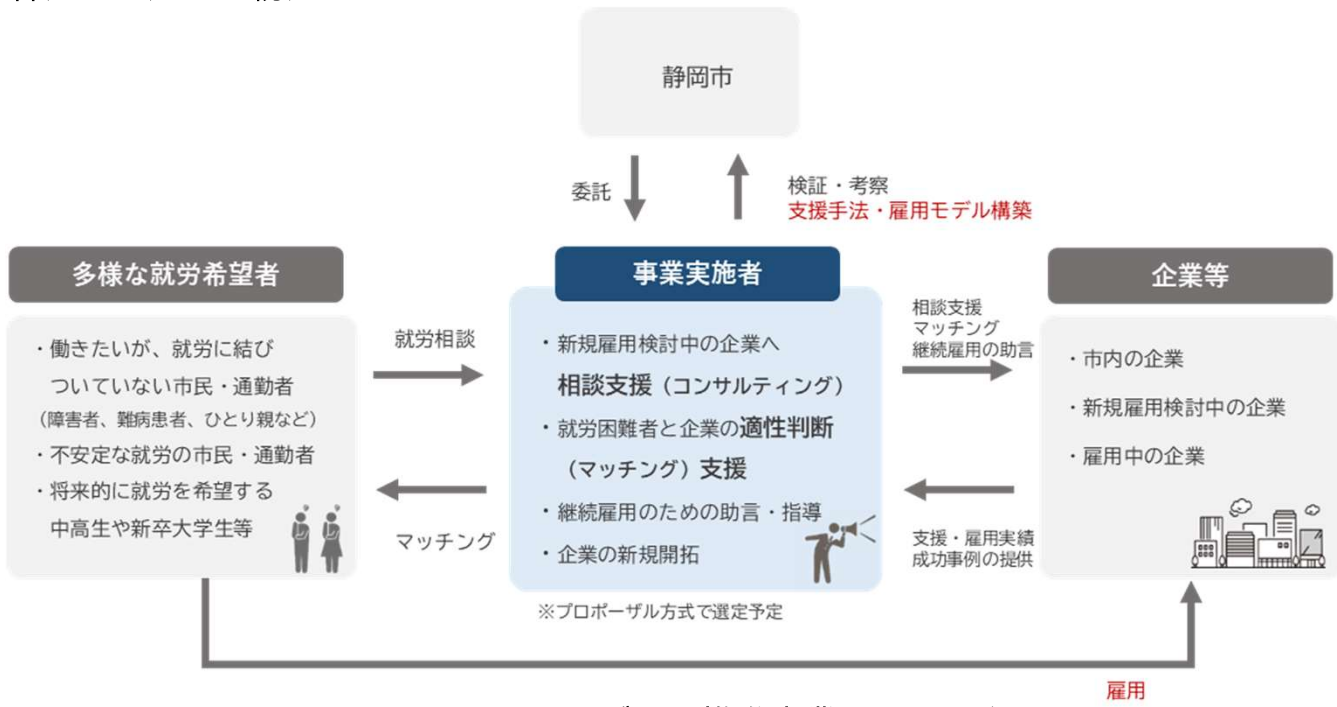 静岡市
委託
検証・考察
支援手法・雇用モデル構築
多様な就労希望者
・働きたいが、就労に結び
ついていない市民・通勤者
（障害者、難病患者、ひとり親など）
・不安定な就労の市民・通勤者
・将来的に就労を希望する
中高生や新卒大学生等
就労相談
マッチング
事業実施者
・新規雇用検討中の企業へ
相談支援（コンサルティング）
・就労困難者と企業の適性判断
（マッチング）支援
・継続雇用のための助言・指導
・企業の新規開拓
※プロポーザル方式で選定予定
相談支援
マッチング
継続雇用の助言
支援・雇用実績
成功事例の提供
企業等
・市内の企業
・新規雇用検討中の企業
・雇用中の企業
雇用